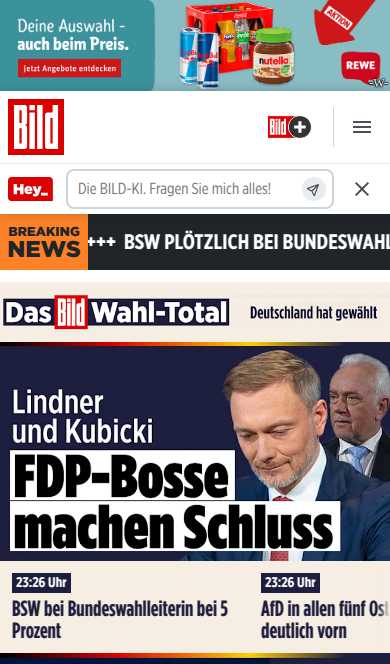 Deine Auswahl -
auch beim Preis.
Jetzt Angebote entdecken
nutella
AKTION
REWE
-W-
Bild
Bild +
Hey_
Die BILD-KI. Fragen Sie mich alles!
BREAKING
NEWS
+++ BSW PLÖTZLICH BEI BUNDESWAHL
Das Bild Wahl-Total
Deutschland hat gewählt
Lindner
und Kubicki
FDP-Bosse
machen Schluss
23:26 Uhr
BSW bei Bundeswahlleiterin bei 5
Prozent
23:26 Uhr
AfD in allen fünf Ost
deutlich vorn